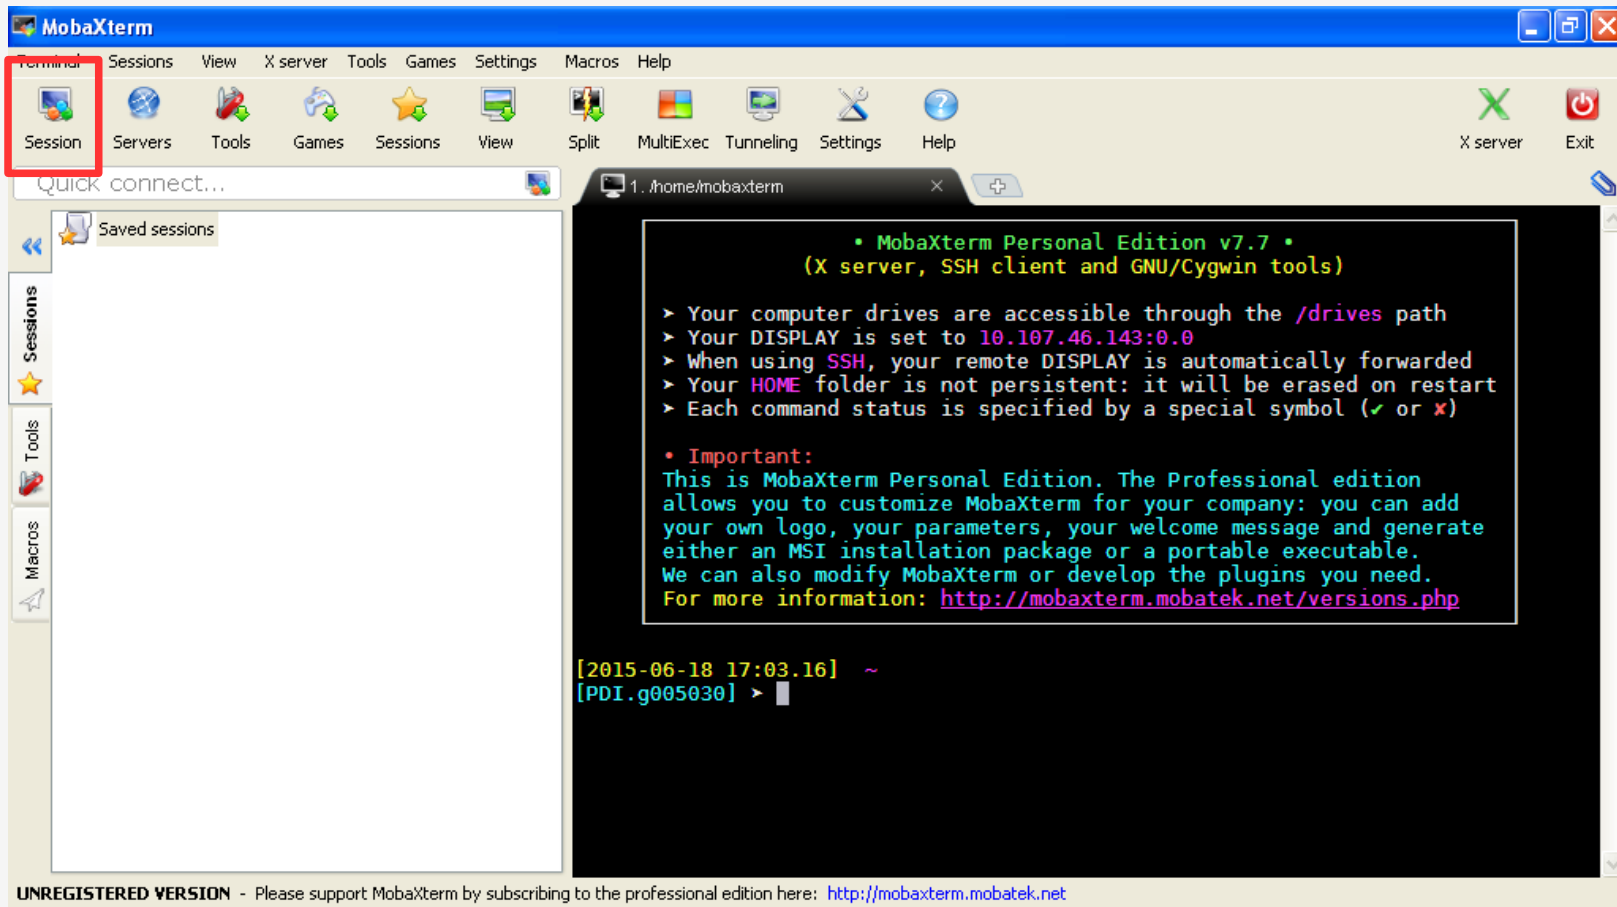 MobaXterm
Terminal Sessions View X server Tools Games Settings Macros Help
Session Servers Tools Games Sessions View Split MultiExec Tunneling Settings Help X server Exit
Quick connect...
1. /home/mobaxterm
Saved sessions
Sessions
Tools
Macros
• MobaXterm Personal Edition v7.7 •
(X server, SSH client and GNU/Cygwin tools)
➤ Your computer drives are accessible through the /drives path
➤ Your DISPLAY is set to 10.107.46.143:0.0
➤ When using SSH, your remote DISPLAY is automatically forwarded
➤ Your HOME folder is not persistent: it will be erased on restart
➤ Each command status is specified by a special symbol (✔ or ✘)
• Important:
This is MobaXterm Personal Edition. The Professional edition
allows you to customize MobaXterm for your company: you can add
your own logo, your parameters, your welcome message and generate
either an MSI installation package or a portable executable.
We can also modify MobaXterm or develop the plugins you need.
For more information: http://mobaxterm.mobatek.net/versions.php
[2015-06-18 17:03.16] ~
[PDI.g005030] ➤
UNREGISTERED VERSION - Please support MobaXterm by subscribing to the professional edition here: http://mobaxterm.mobatek.net